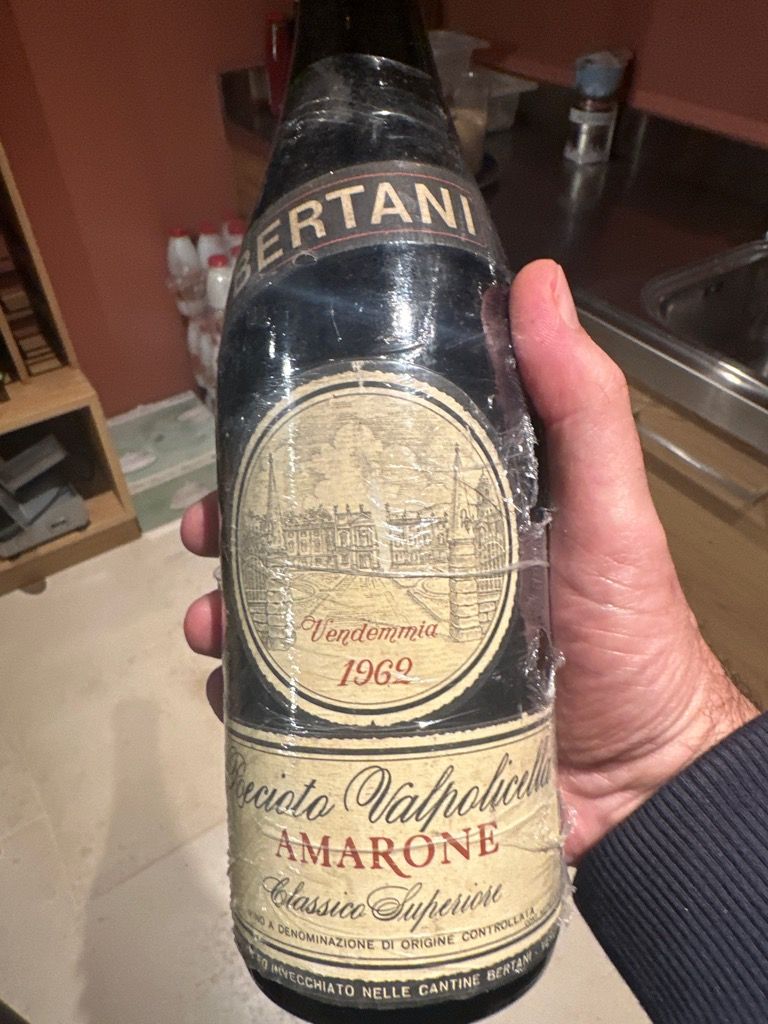 BERTANI
Vendemmia
1962
Recioto Valpolicella
AMARONE
Classico Superiore
VINO A DENOMINAZIONE DI ORIGINE CONTROLLATA
INVECCHIATO NELLE CANTINE BERTANI